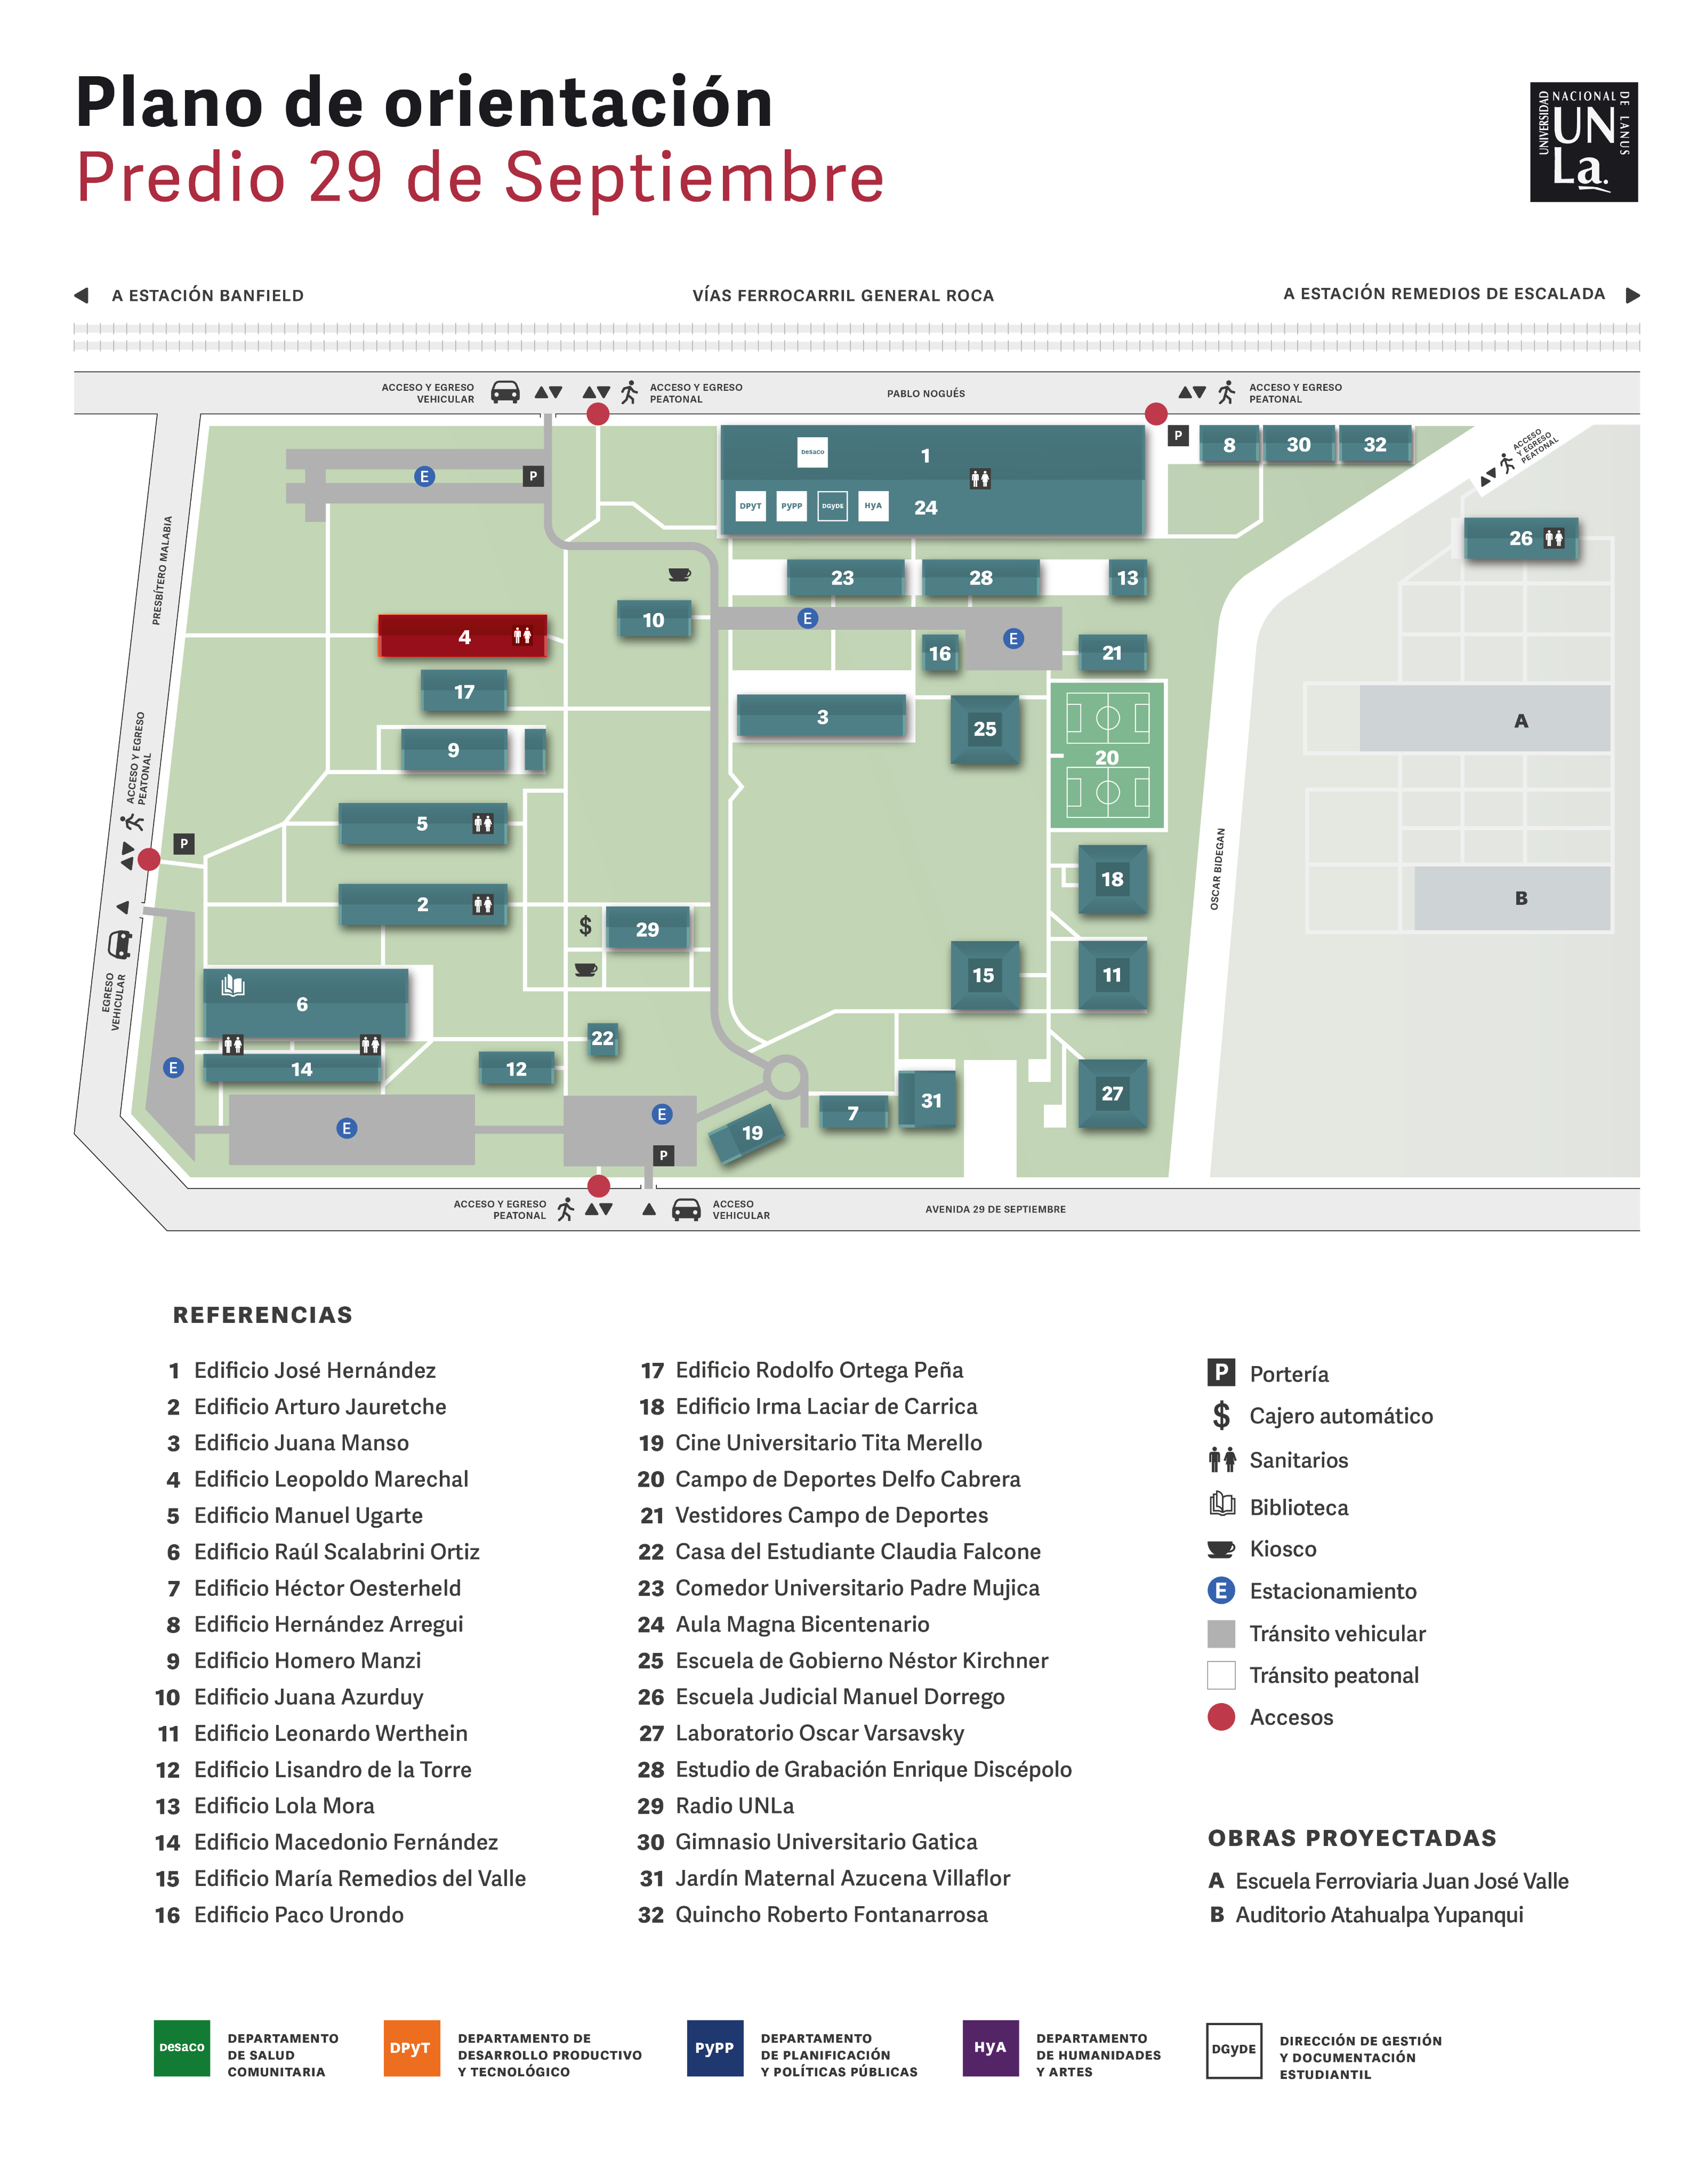 Plano de orientación
Predio 29 de Septiembre
UNIVERSIDAD NACIONAL DE LANUS
UN
La.
A ESTACIÓN BANFIELD
VÍAS FERROCARRIL GENERAL ROCA
A ESTACIÓN REMEDIOS DE ESCALADA
ACCESO Y EGRESO
VEHICULAR
ACCESO Y EGRESO
PEATONAL
PABLO NOGUÉS
ACCESO Y EGRESO
PEATONAL
ACCESO
Y EGRESO
PEATONAL
P
8
30
32
DESACO
1
E
P
DPyT
PyPP
DGyDE
HyA
24
26
PRESBÍTERO MALABIA
23
28
13
10
E
4
E
16
21
17
3
25
A
9
20
ACCESO Y EGRESO
PEATONAL
5
P
OSCAR BIDEGAN
18
2
B
$
29
EGRESO
VEHICULAR
6
15
11
22
E
14
12
27
31
7
E
E
19
P
ACCESO Y EGRESO
PEATONAL
ACCESO
VEHICULAR
AVENIDA 29 DE SEPTIEMBRE
REFERENCIAS
1 Edificio José Hernández
2 Edificio Arturo Jauretche
3 Edificio Juana Manso
4 Edificio Leopoldo Marechal
5 Edificio Manuel Ugarte
6 Edificio Raúl Scalabrini Ortiz
7 Edificio Héctor Oesterheld
8 Edificio Hernández Arregui
9 Edificio Homero Manzi
10 Edificio Juana Azurduy
11 Edificio Leonardo Werthein
12 Edificio Lisandro de la Torre
13 Edificio Lola Mora
14 Edificio Macedonio Fernández
15 Edificio María Remedios del Valle
16 Edificio Paco Urondo
17 Edificio Rodolfo Ortega Peña
18 Edificio Irma Laciar de Carrica
19 Cine Universitario Tita Merello
20 Campo de Deportes Delfo Cabrera
21 Vestidores Campo de Deportes
22 Casa del Estudiante Claudia Falcone
23 Comedor Universitario Padre Mujica
24 Aula Magna Bicentenario
25 Escuela de Gobierno Néstor Kirchner
26 Escuela Judicial Manuel Dorrego
27 Laboratorio Oscar Varsavsky
28 Estudio de Grabación Enrique Discépolo
29 Radio UNLa
30 Gimnasio Universitario Gatica
31 Jardín Maternal Azucena Villaflor
32 Quincho Roberto Fontanarrosa
P Portería
$ Cajero automático
Sanitarios
Biblioteca
Kiosco
E Estacionamiento
Tránsito vehicular
Tránsito peatonal
Accesos
OBRAS PROYECTADAS
A Escuela Ferroviaria Juan José Valle
B Auditorio Atahualpa Yupanqui
DESACO
DEPARTAMENTO
DE SALUD
COMUNITARIA
DPyT
DEPARTAMENTO DE
DESARROLLO PRODUCTIVO
Y TECNOLÓGICO
PyPP
DEPARTAMENTO
DE PLANIFICACIÓN
Y POLÍTICAS PÚBLICAS
HyA
DEPARTAMENTO
DE HUMANIDADES
Y ARTES
DGyDE
DIRECCIÓN DE GESTIÓN
Y DOCUMENTACIÓN
ESTUDIANTIL